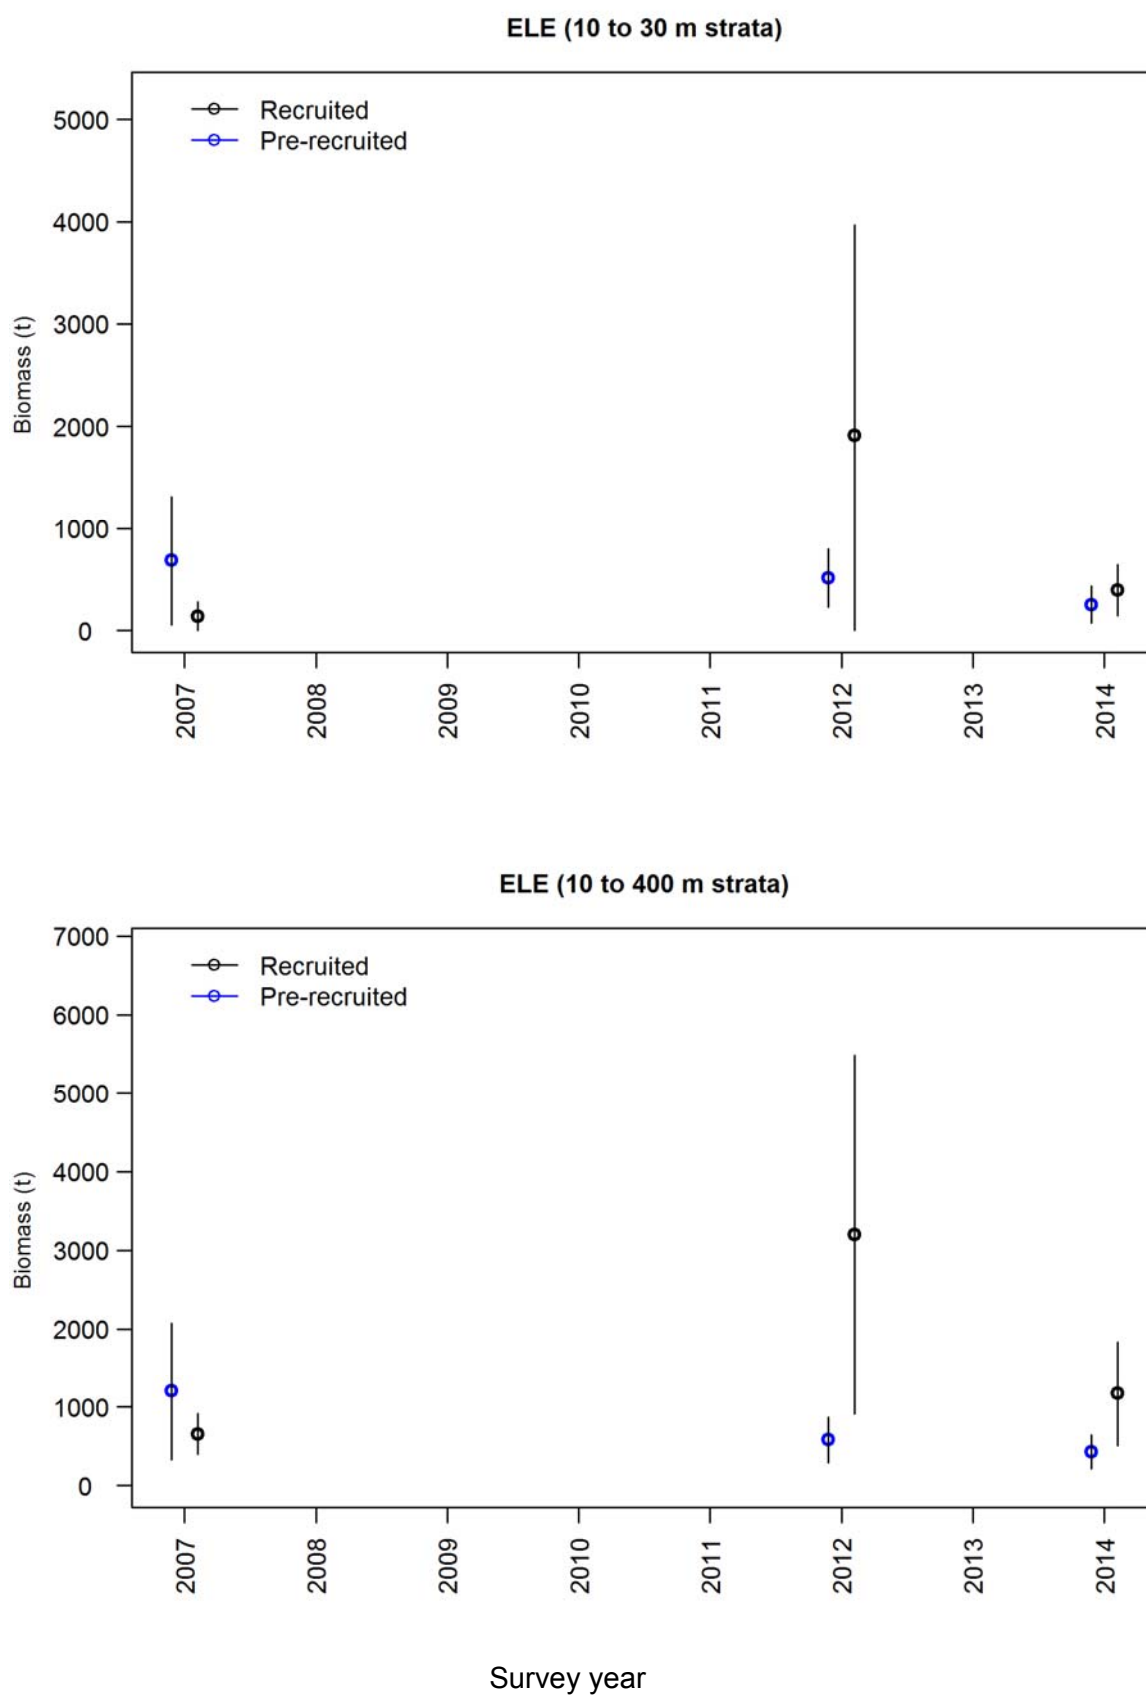 ELE (10 to 30 m strata)
Recruited
Pre-recruited
5000
4000
3000
2000
1000
0
Biomass (t)
2007 2008 2009 2010 2011 2012 2013 2014
ELE (10 to 400 m strata)
Recruited
Pre-recruited
7000
6000
5000
4000
3000
2000
1000
0
Biomass (t)
2007 2008 2009 2010 2011 2012 2013 2014
Survey year